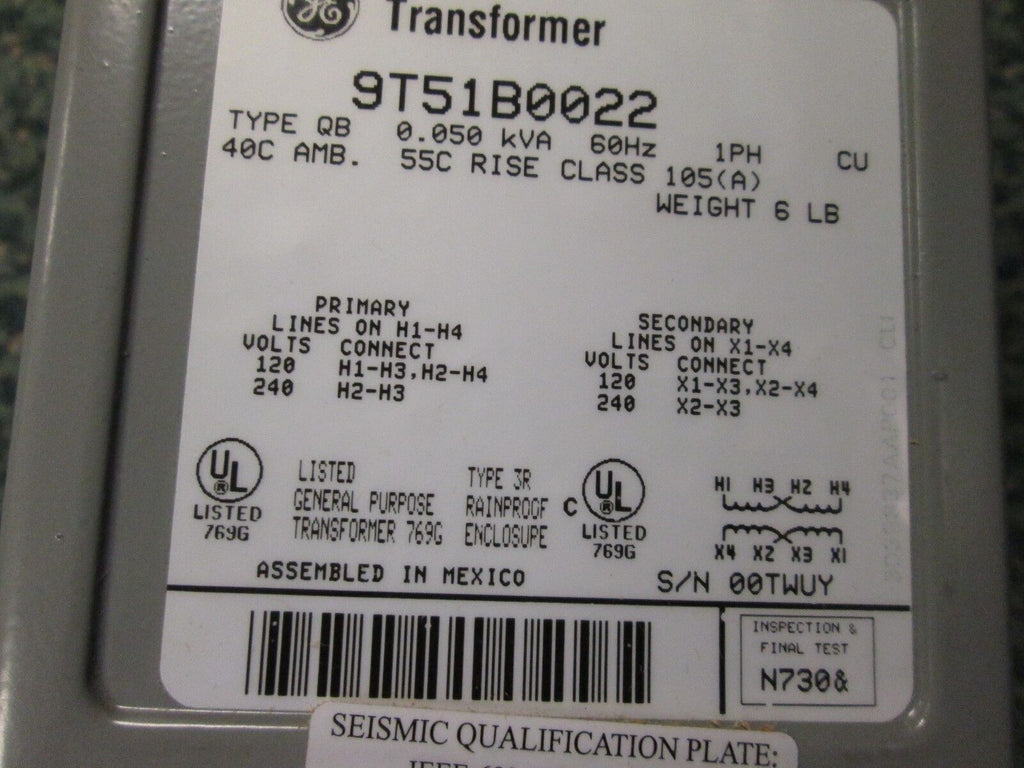 GE
Transformer
9T51B0022
TYPE QB 0.050 kVA 60Hz 1PH CU
40C AMB. 55C RISE CLASS 105(A)
WEIGHT 6 LB
PRIMARY
LINES ON H1-H4
VOLTS CONNECT
120 H1-H3,H2-H4
240 H2-H3
SECONDARY
LINES ON X1-X4
VOLTS CONNECT
120 X1-X3,X2-X4
240 X2-X3
UL ®
LISTED
769G
LISTED
GENERAL PURPOSE
TRANSFORMER 769G
TYPE 3R
RAINPROOF
ENCLOSURE
C UL ®
LISTED
769G
H1 H3 H2 H4
X4 X2 X3 X1
ASSEMBLED IN MEXICO
S/N 00TWUY
INSPECTION &
FINAL TEST
N730&
SEISMIC QUALIFICATION PLATE: